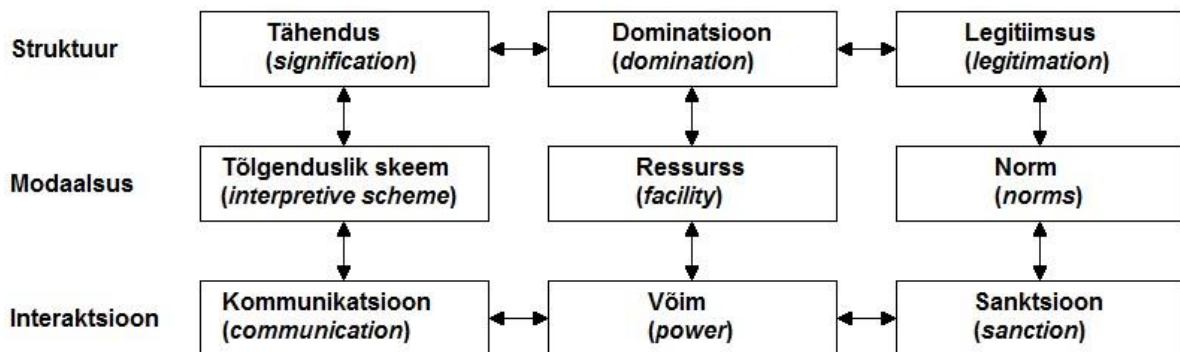 Struktuur
Tähendus
(signification)
Dominatsioon
(domination)
Legitiimsus
(legitimation)
Modaalsus
Tõlgenduslik skeem
(interpretive scheme)
Ressurss
(facility)
Norm
(norms)
Interaktsioon
Kommunikatsioon
(communication)
Võim
(power)
Sanktsioon
(sanction)